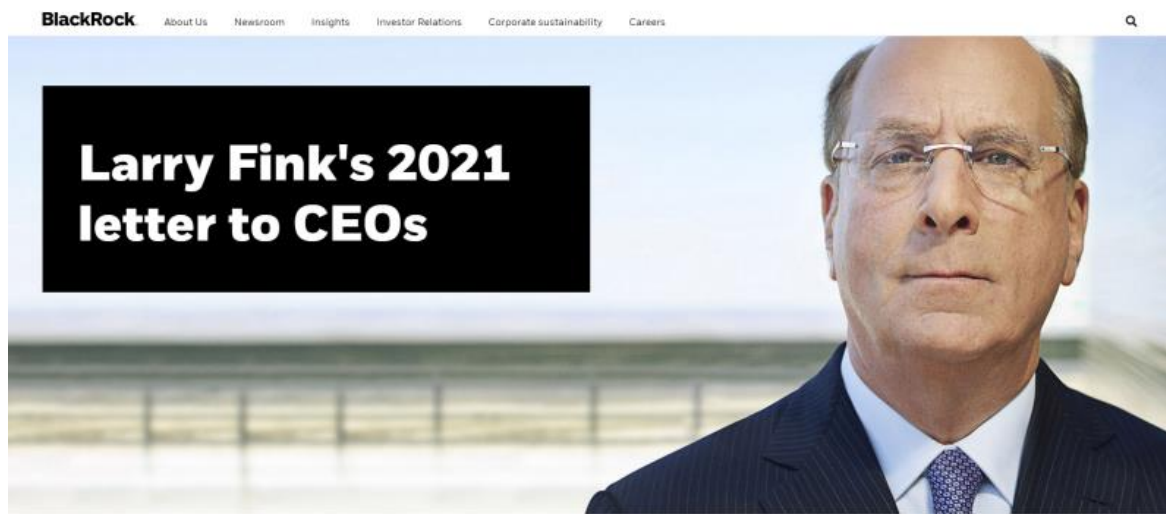 BlackRock. About Us Newsroom Insights Investor Relations Corporate sustainability Careers
Larry Fink's 2021
letter to CEOs